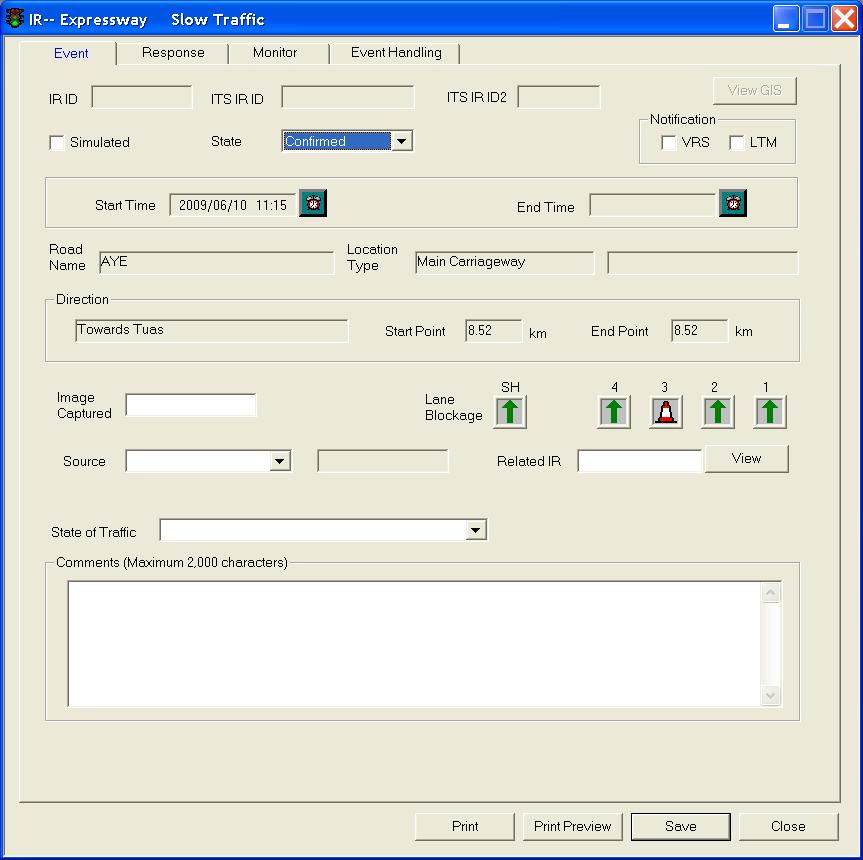 IR-- Expressway Slow Traffic
Event Response Monitor Event Handling
IR ID ITS IR ID ITS IR ID2 View GIS
Notification
Simulated State Confirmed VRS LTM
Start Time 2009/06/10 11:15 End Time
Road Name AYE Location Type Main Carriageway
Direction
Towards Tuas Start Point 8.52 km End Point 8.52 km
SH 4 3 2 1
Image Captured Lane Blockage
Source Related IR View
State of Traffic
Comments (Maximum 2,000 characters)
Print Print Preview Save Close